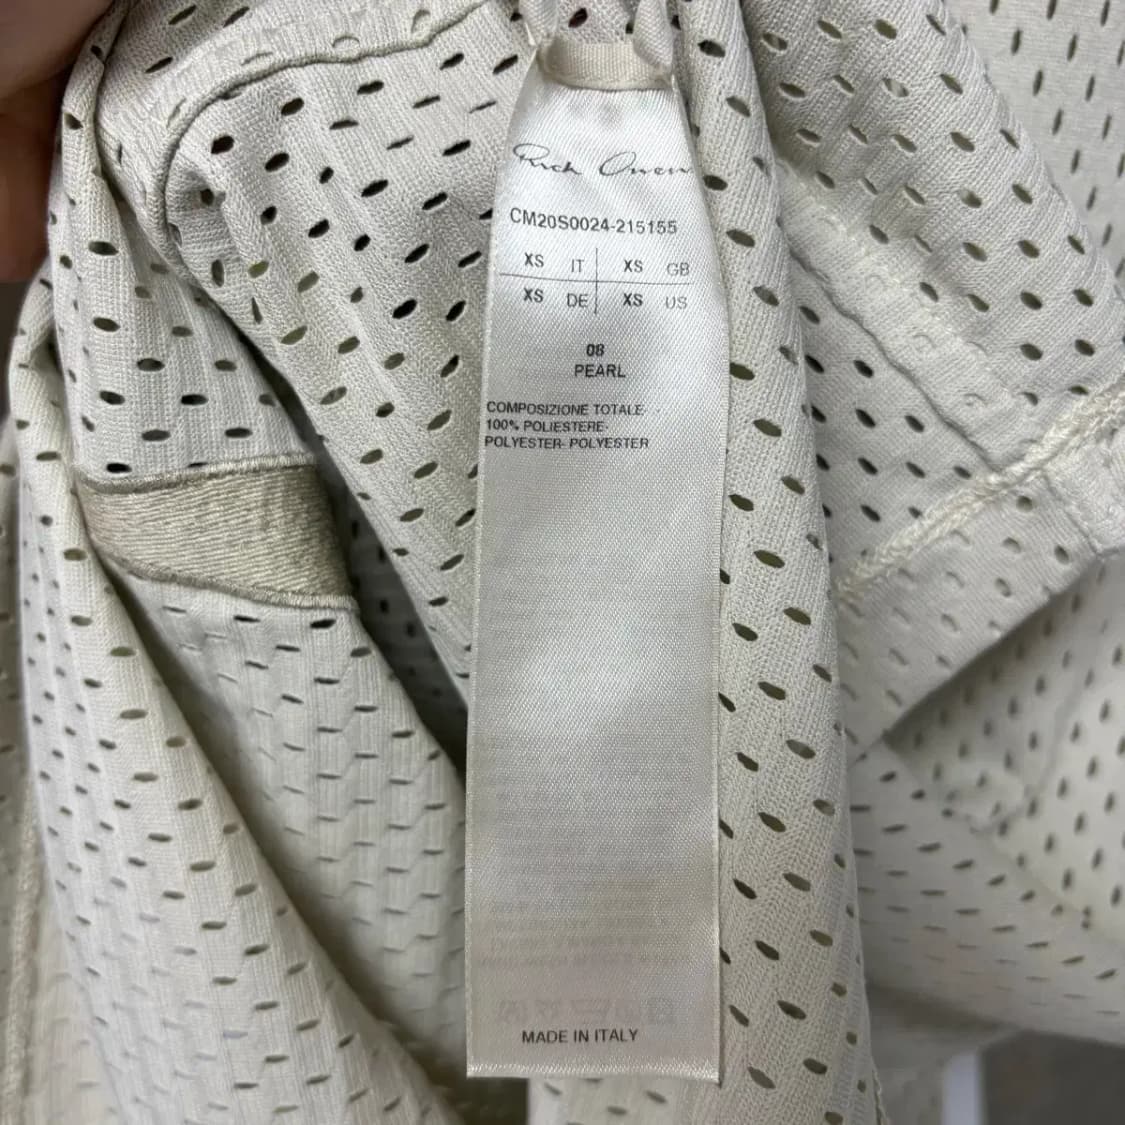 Rick Owen
CM20S0024-215155
XS IT XS GB
XS DE XS US
08
PEARL
COMPOSIZIONE TOTALE-
100% POLIESTERE-
POLYESTER- POLYESTER
MADE IN ITALY